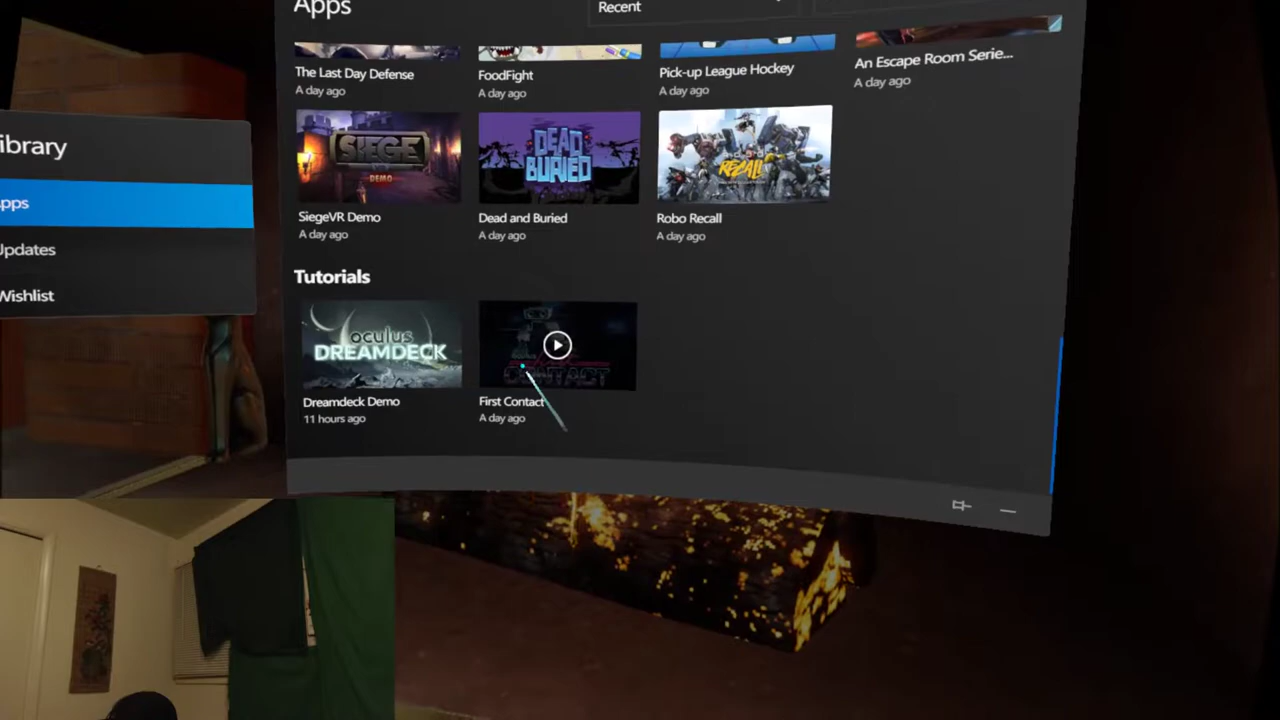 Apps
Recent
The Last Day Defense
A day ago
FoodFight
A day ago
Pick-up League Hockey
A day ago
An Escape Room Serie...
A day ago
ibrary
pps
Updates
Wishlist
SIEGE
DEMO
SiegeVR Demo
A day ago
DEAD
BURIED
Dead and Buried
A day ago
RECALL
Robo Recall
A day ago
Tutorials
oculus
DREAMDECK
Dreamdeck Demo
11 hours ago
CONTACT
First Contact
A day ago